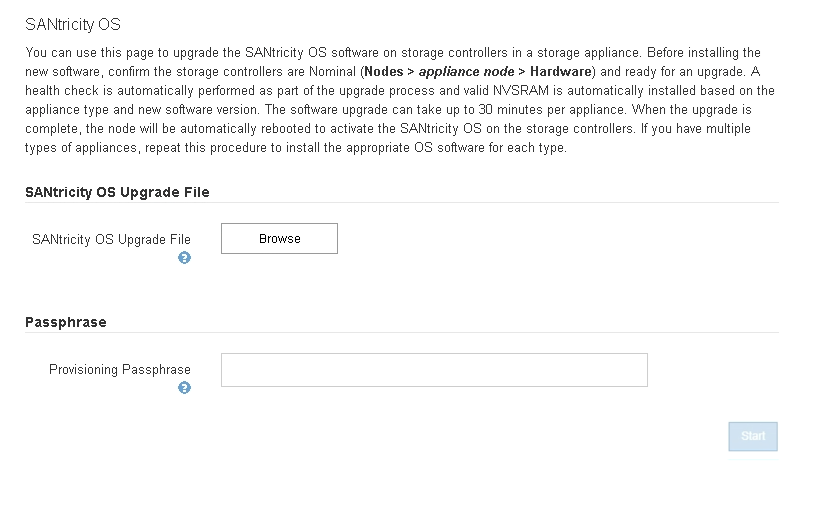 SANtricity OS
You can use this page to upgrade the SANtricity OS software on storage controllers in a storage appliance. Before installing the
new software, confirm the storage controllers are Nominal (Nodes > appliance node > Hardware) and ready for an upgrade. A
health check is automatically performed as part of the upgrade process and valid NVSRAM is automatically installed based on the
appliance type and new software version. The software upgrade can take up to 30 minutes per appliance. When the upgrade is
complete, the node will be automatically rebooted to activate the SANtricity OS on the storage controllers. If you have multiple
types of appliances, repeat this procedure to install the appropriate OS software for each type.
SANtricity OS Upgrade File
SANtricity OS Upgrade File
Browse
?
Passphrase
Provisioning Passphrase
?
Start